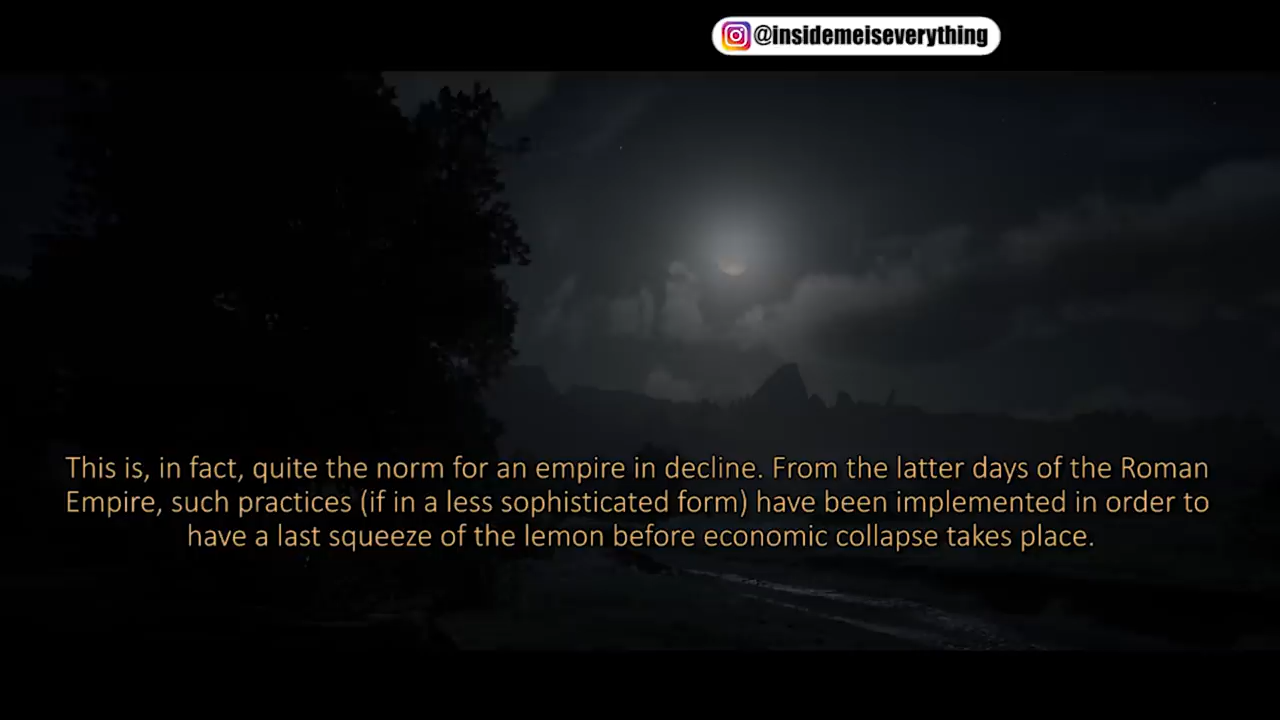 @insidemeiseverything
This is, in fact, quite the norm for an empire in decline. From the latter days of the Roman
Empire, such practices (if in a less sophisticated form) have been implemented in order to
have a last squeeze of the lemon before economic collapse takes place.